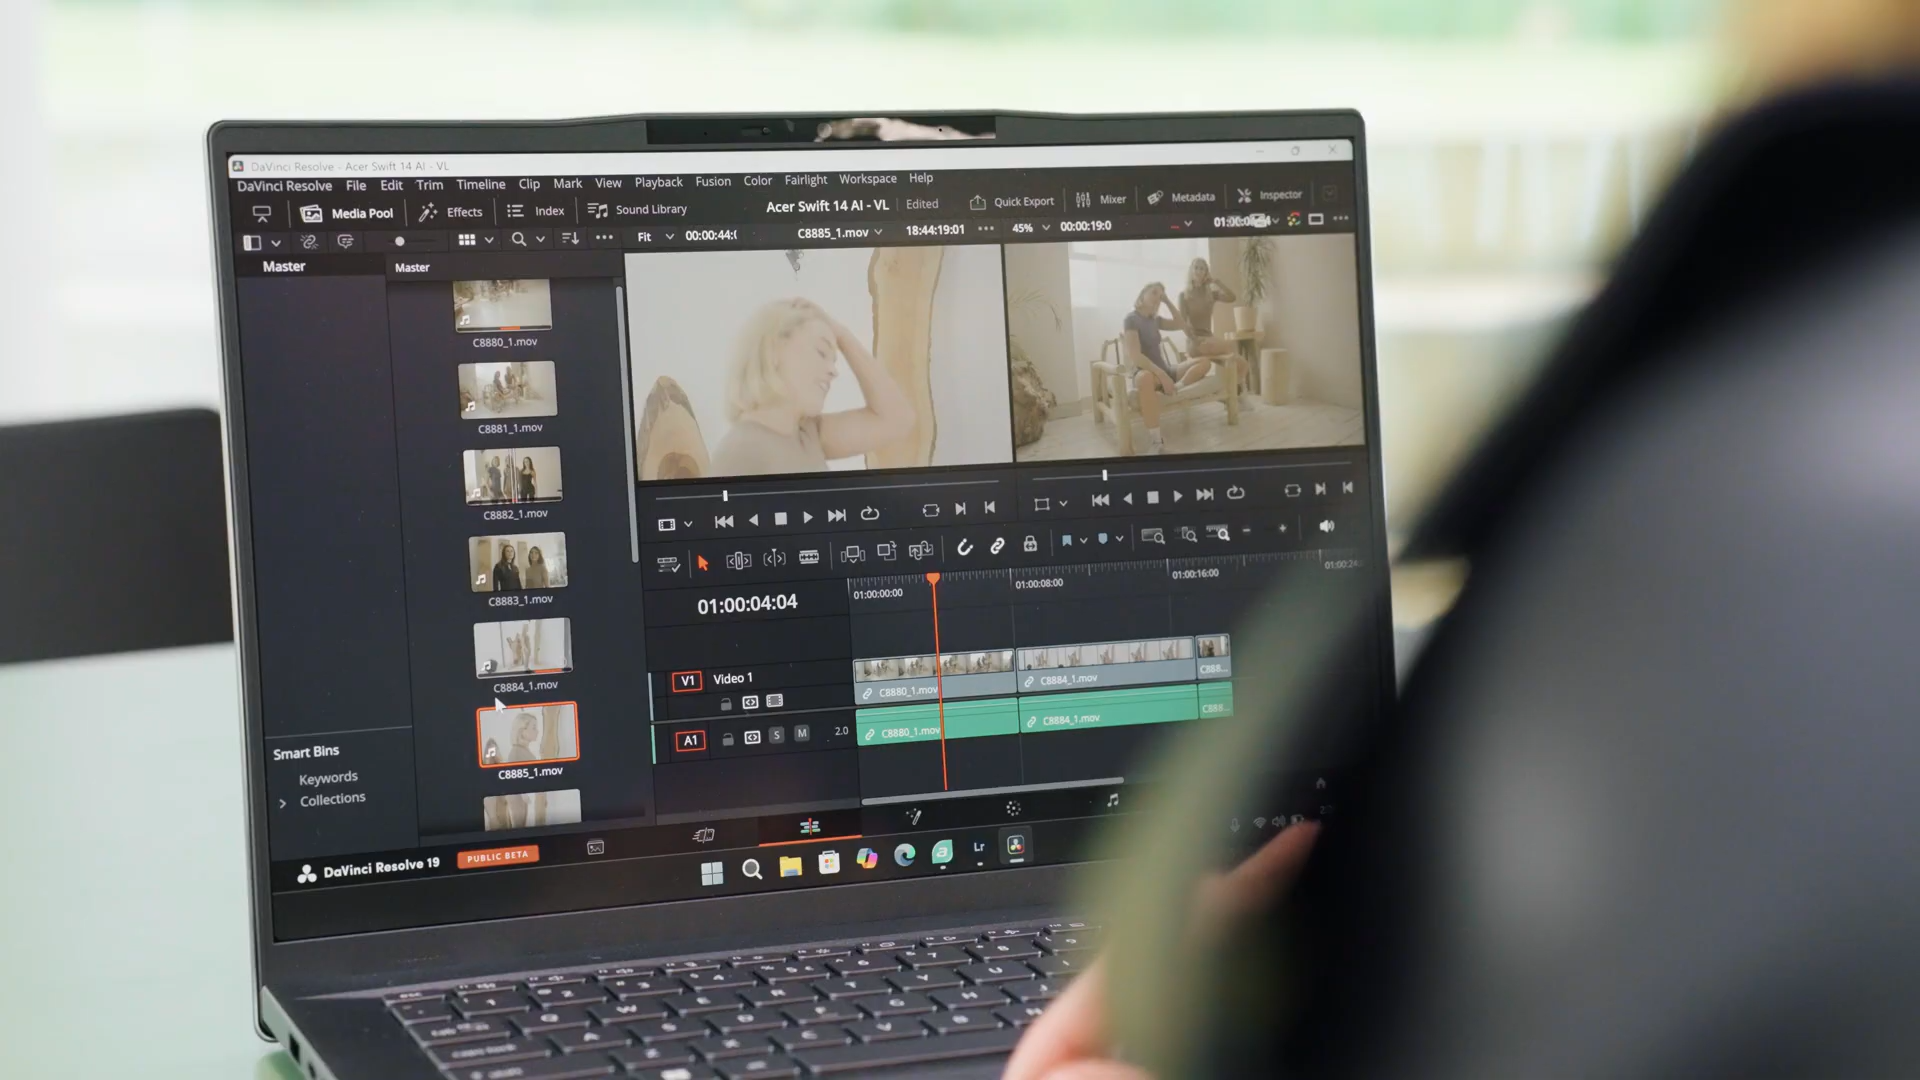 DaVinci Resolve - Acer Swift 14 AI - VL
DaVinci Resolve File Edit Trim Timeline Clip Mark View Playback Fusion Color Fairlight Workspace Help
Media Pool Effects Index Sound Library Acer Swift 14 AI - VL Edited Quick Export Mixer Metadata Inspector
Fit 00:00:44:( C8885_1.mov 18:44:19:01 45% 00:00:19:0
Master Master
C8880_1.mov
C8881_1.mov
C8882_1.mov
C8883_1.mov
C8884_1.mov
C8885_1.mov
01:00:04:04
01:00:00:00 01:00:08:00 01:00:16:00
V1 Video 1
C8880_1.mov C8884_1.mov C888...
A1 S M 2.0
C8880_1.mov C8884_1.mov C888...
Smart Bins
Keywords
Collections
DaVinci Resolve 19 PUBLIC BETA
Lr